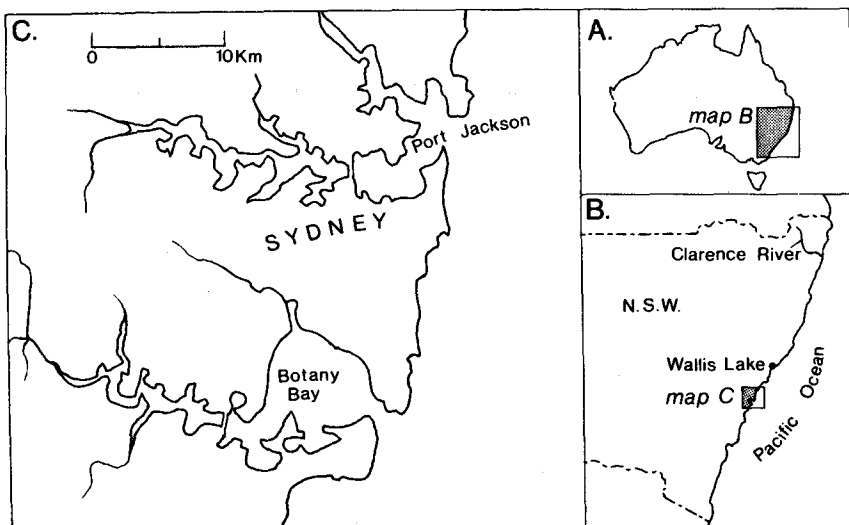 C.
0 10Km
Port Jackson
SYDNEY
Botany
Bay
A.
map B
B.
Clarence River
N.S.W.
Wallis Lake
map C
Pacific Ocean